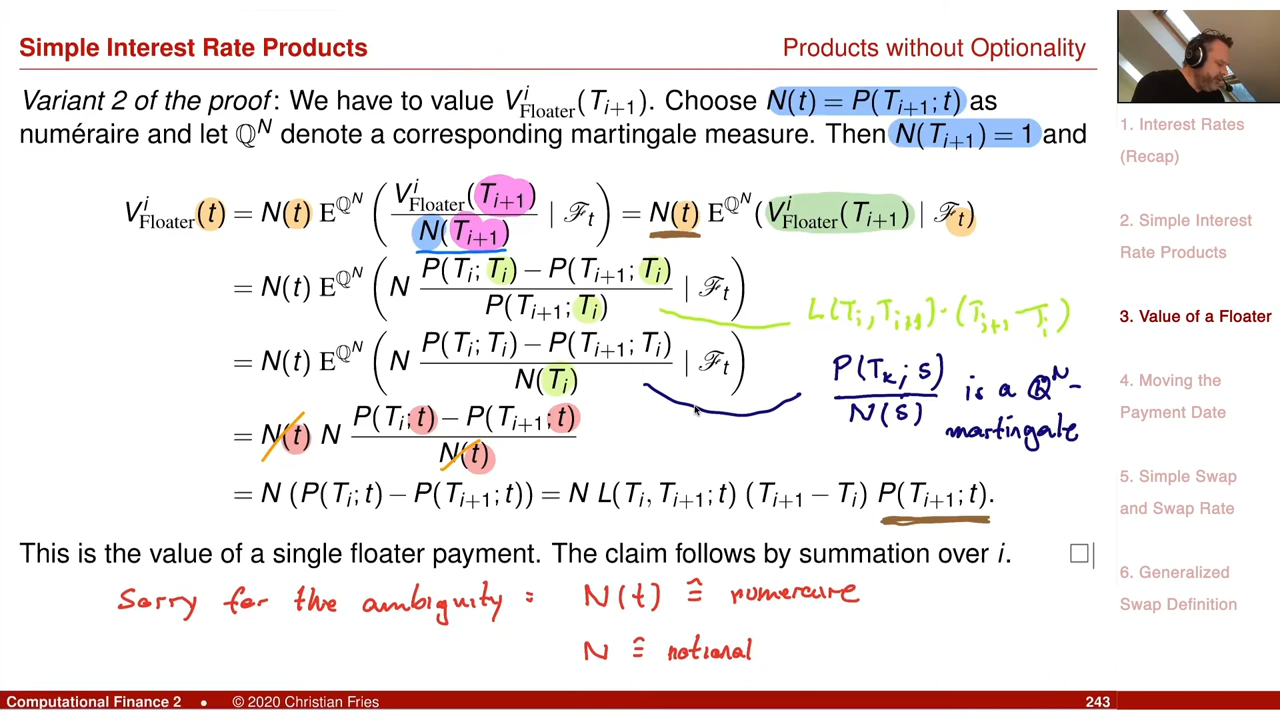 Simple Interest Rate Products
Products without Optionality
Variant 2 of the proof: We have to value V^i_Floater(T_{i+1}). Choose N(t) = P(T_{i+1}; t) as
numéraire and let ℚ^N denote a corresponding martingale measure. Then N(T_{i+1}) = 1 and
V^i_Floater(t) = N(t) E^{ℚ^N} ( V^i_Floater(T_{i+1}) / N(T_{i+1}) | ℱ_t ) = N(t) E^{ℚ^N} (V^i_Floater(T_{i+1}) | ℱ_t)
= N(t) E^{ℚ^N} ( N (P(T_i; T_i) − P(T_{i+1}; T_i)) / P(T_{i+1}; T_i) | ℱ_t )
L(T_i, T_{i+1}) · (T_{i+1} − T_i)
= N(t) E^{ℚ^N} ( N (P(T_i; T_i) − P(T_{i+1}; T_i)) / N(T_i) | ℱ_t )
P(T_k; s) / N(s) is a ℚ^N-
martingale
= N(t) N (P(T_i; t) − P(T_{i+1}; t)) / N(t)
= N (P(T_i; t) − P(T_{i+1}; t)) = N L(T_i, T_{i+1}; t) (T_{i+1} − T_i) P(T_{i+1}; t).
This is the value of a single floater payment. The claim follows by summation over i. □
Sorry for the ambiguity : N(t) ≙ numeraire
N ≙ notional
1. Interest Rates
(Recap)
2. Simple Interest
Rate Products
3. Value of a Floater
4. Moving the
Payment Date
5. Simple Swap
and Swap Rate
6. Generalized
Swap Definition
Computational Finance 2 • © 2020 Christian Fries
243